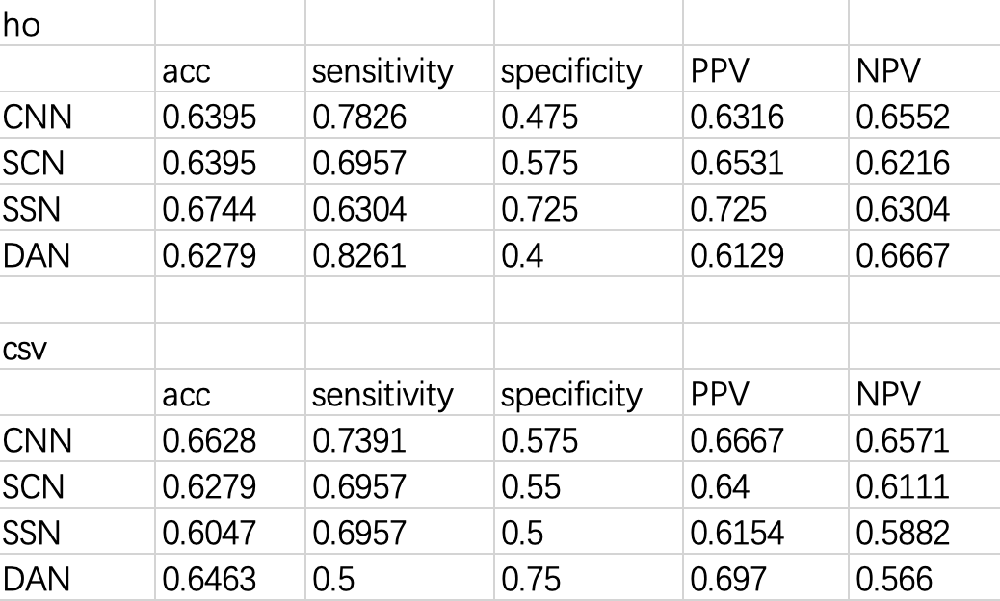 ho
acc sensitivity specificity PPV NPV
CNN 0.6395 0.7826 0.475 0.6316 0.6552
SCN 0.6395 0.6957 0.575 0.6531 0.6216
SSN 0.6744 0.6304 0.725 0.725 0.6304
DAN 0.6279 0.8261 0.4 0.6129 0.6667
csv
acc sensitivity specificity PPV NPV
CNN 0.6628 0.7391 0.575 0.6667 0.6571
SCN 0.6279 0.6957 0.55 0.64 0.6111
SSN 0.6047 0.6957 0.5 0.6154 0.5882
DAN 0.6463 0.5 0.75 0.697 0.566